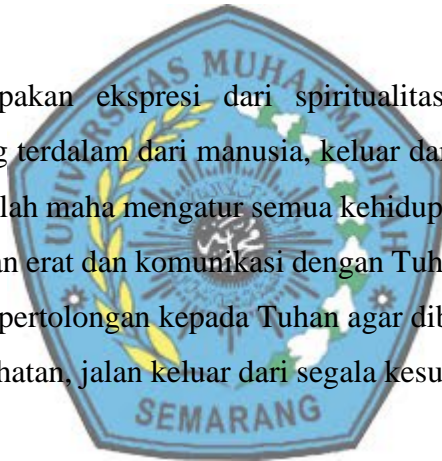 UNIVERSITAS MUHAMMADIYAH
pakan ekspresi dari spiritualitas
g terdalam dari manusia, keluar dar
lah maha mengatur semua kehidup
an erat dan komunikasi dengan Tuh
pertolongan kepada Tuhan agar dib
hatan, jalan keluar dari segala kesu
SEMARANG